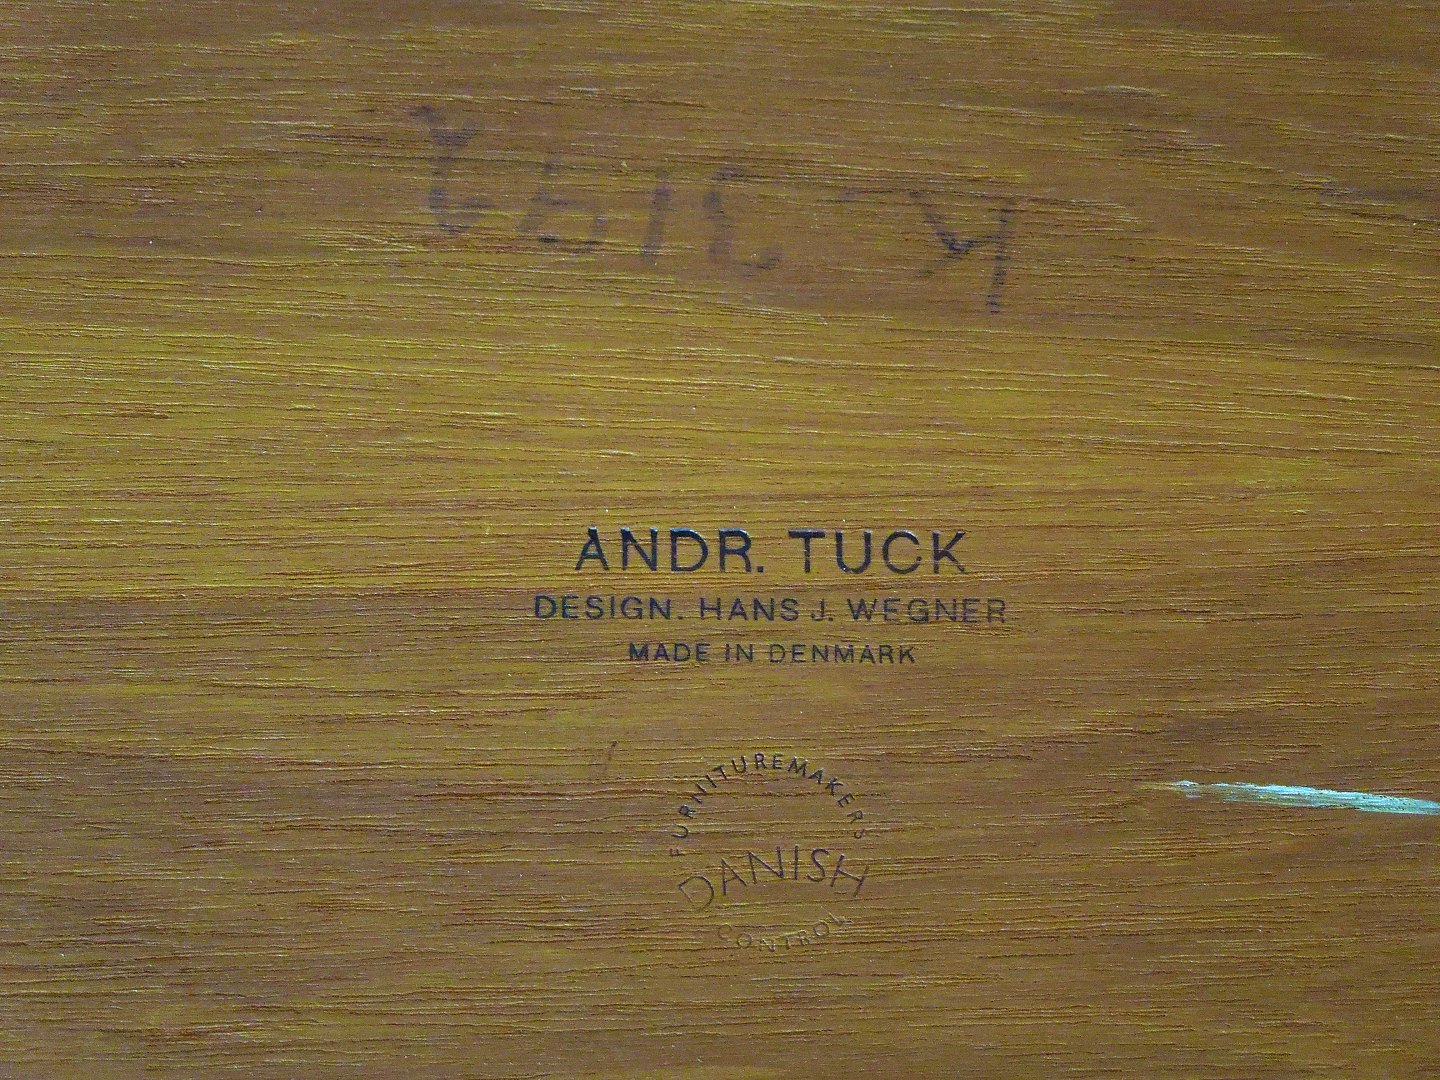 ANDR. TUCK
DESIGN. HANS J. WEGNER
MADE IN DENMARK
FURNITUREMAKERS
DANISH
CONTROL